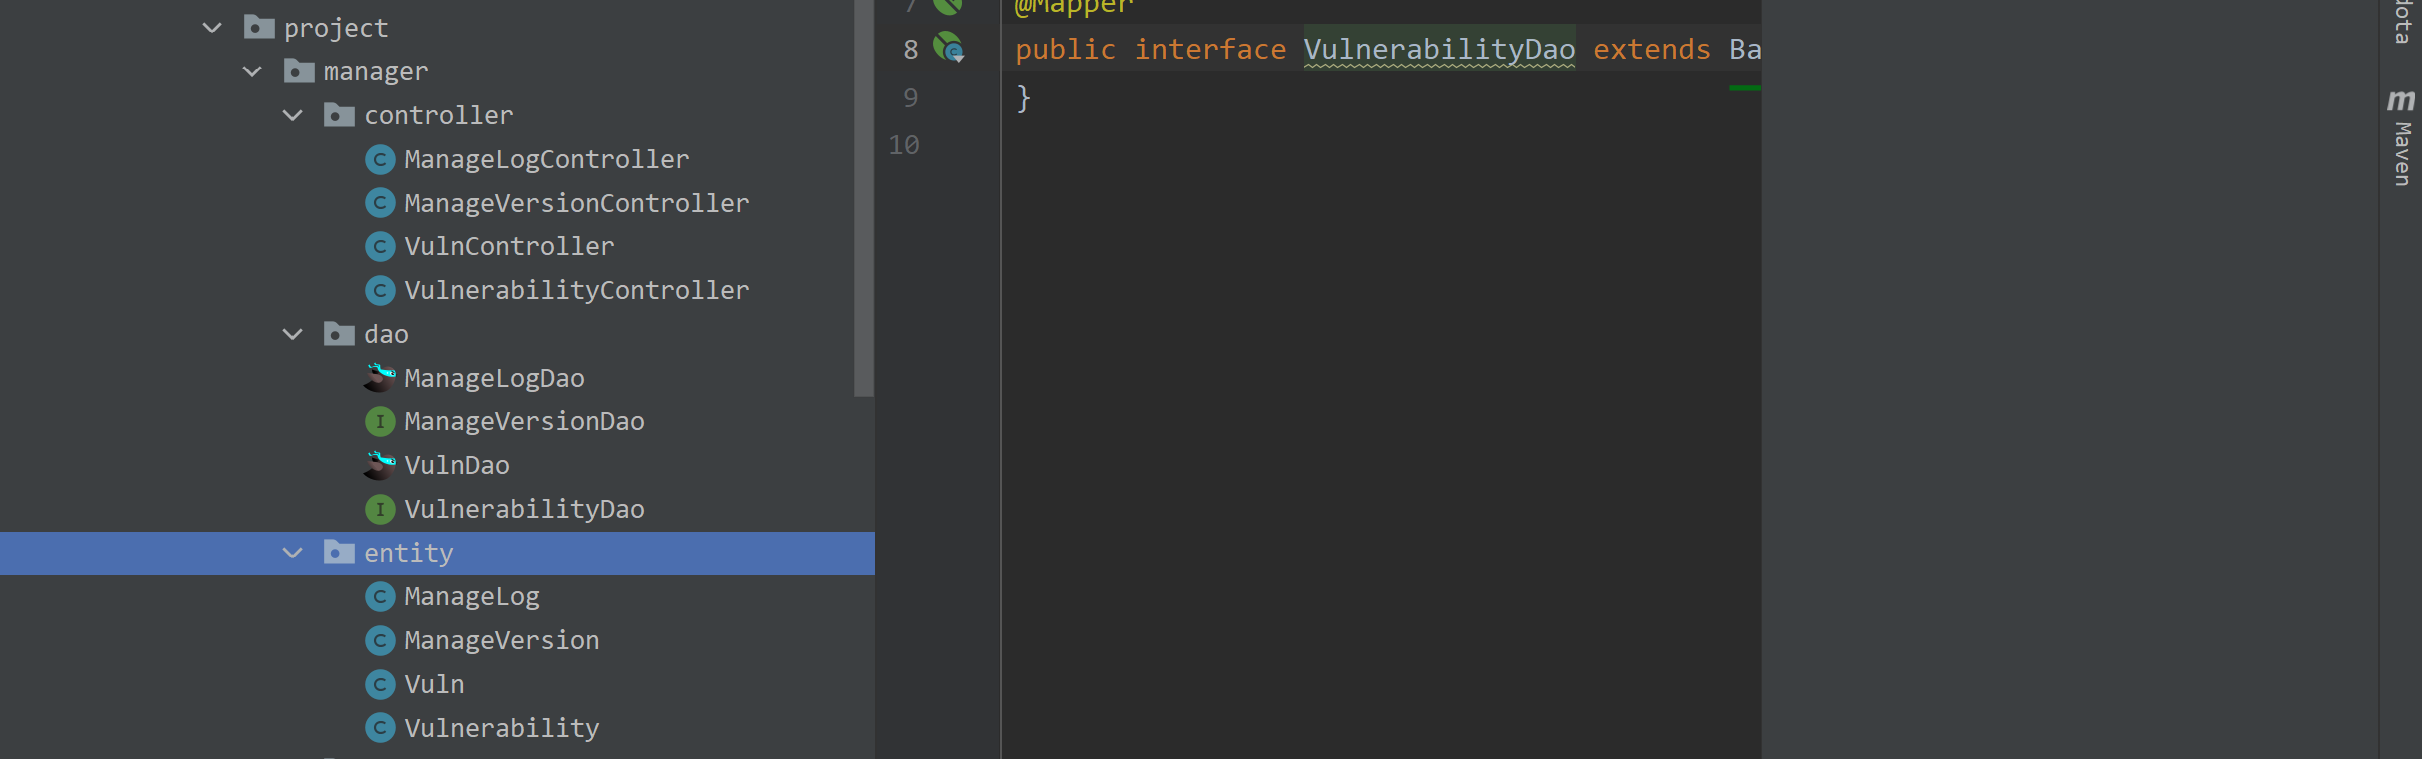 project
manager
controller
ManageLogController
ManageVersionController
VulnController
VulnerabilityController
dao
ManageLogDao
ManageVersionDao
VulnDao
VulnerabilityDao
entity
ManageLog
ManageVersion
Vuln
Vulnerability
7 @Mapper
8 public interface VulnerabilityDao extends Ba
9 }
10
dota
m Maven